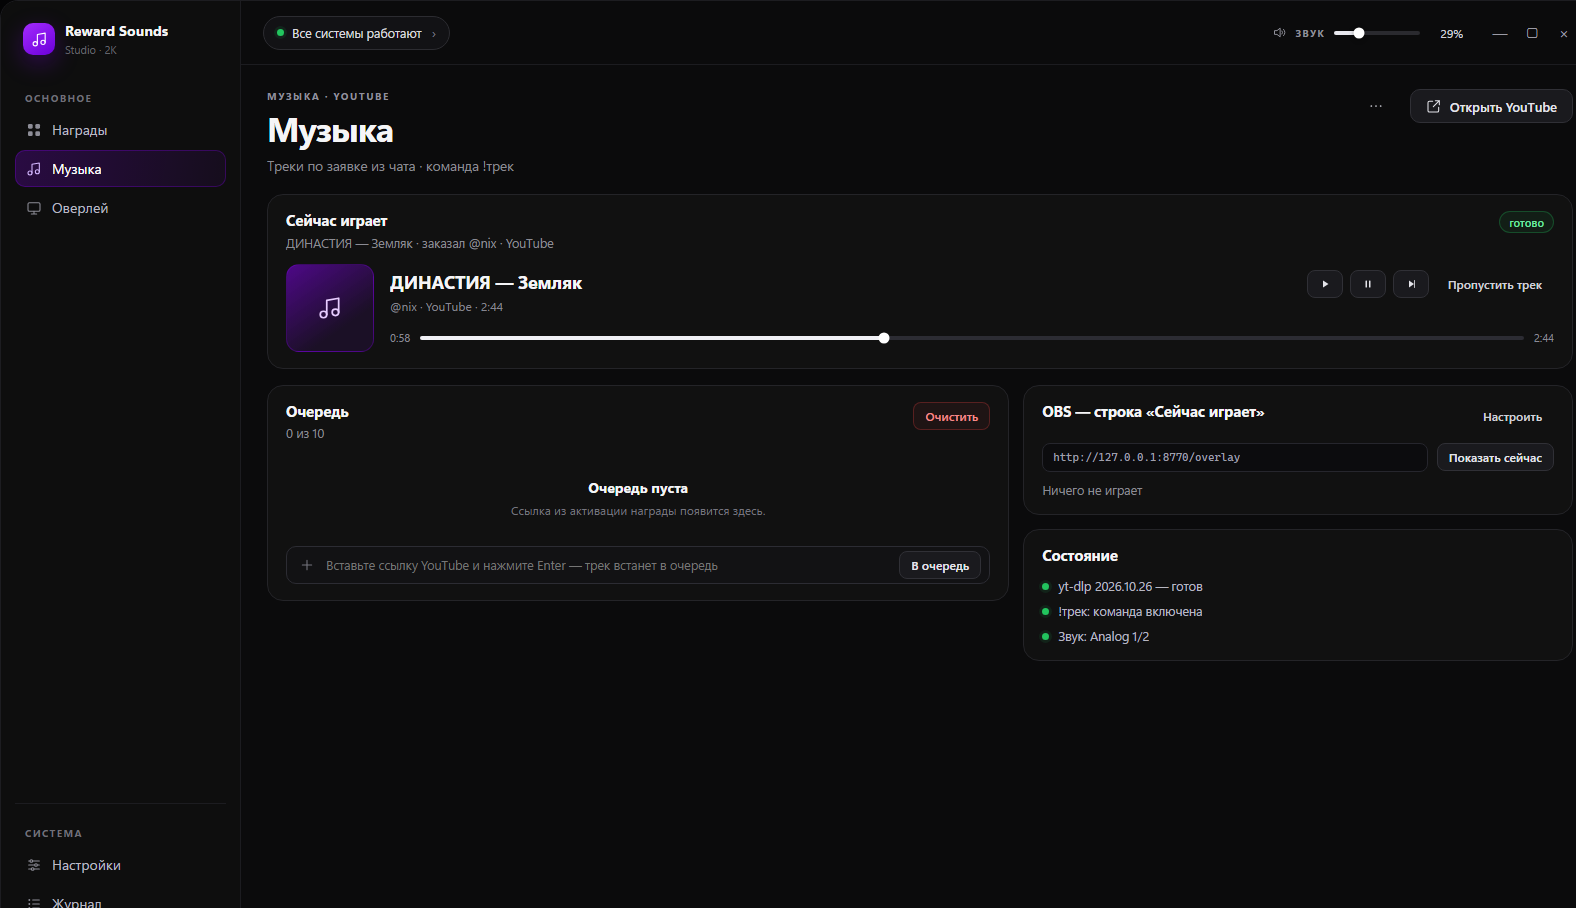 Reward Sounds
Studio · 2K
ОСНОВНОЕ
Награды
Музыка
Оверлей
СИСТЕМА
Настройки
Журнал
Все системы работают ›
ЗВУК
29%
МУЗЫКА · YOUTUBE
Музыка
Треки по заявке из чата · команда !трек
Открыть YouTube
Сейчас играет
ДИНАСТИЯ — Земляк · заказал @nix · YouTube
готово
ДИНАСТИЯ — Земляк
@nix · YouTube · 2:44
Пропустить трек
0:58
2:44
Очередь
0 из 10
Очистить
Очередь пуста
Ссылка из активации награды появится здесь.
Вставьте ссылку YouTube и нажмите Enter — трек встанет в очередь
В очередь
OBS — строка «Сейчас играет»
Настроить
http://127.0.0.1:8770/overlay
Показать сейчас
Ничего не играет
Состояние
yt-dlp 2026.10.26 — готов
!трек: команда включена
Звук: Analog 1/2